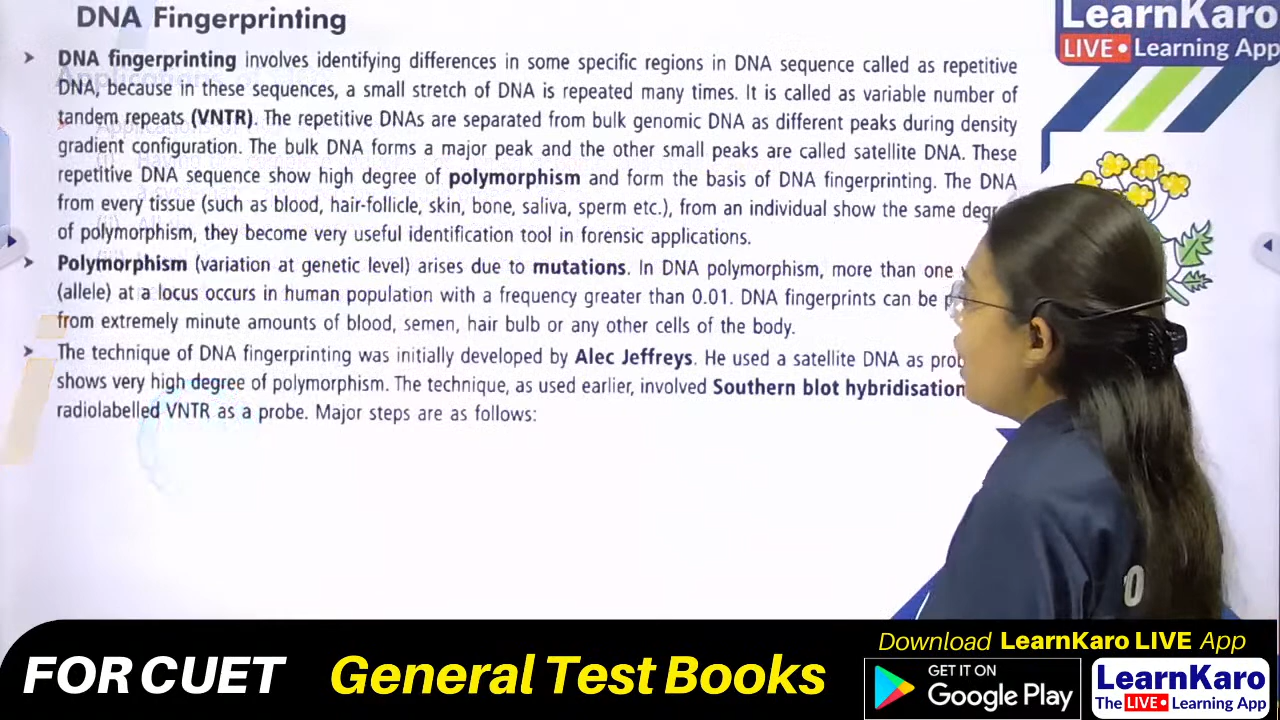 DNA Fingerprinting
LearnKaro
LIVE • Learning App
➤ DNA fingerprinting involves identifying differences in some specific regions in DNA sequence called as repetitive
DNA, because in these sequences, a small stretch of DNA is repeated many times. It is called as variable number of
tandem repeats (VNTR). The repetitive DNAs are separated from bulk genomic DNA as different peaks during density
gradient configuration. The bulk DNA forms a major peak and the other small peaks are called satellite DNA. These
repetitive DNA sequence show high degree of polymorphism and form the basis of DNA fingerprinting. The DNA
from every tissue (such as blood, hair-follicle, skin, bone, saliva, sperm etc.), from an individual show the same
of polymorphism, they become very useful identification tool in forensic applications.
➤ Polymorphism (variation at genetic level) arises due to mutations. In DNA polymorphism, more than one
(allele) at a locus occurs in human population with a frequency greater than 0.01. DNA fingerprints can be
from extremely minute amounts of blood, semen, hair bulb or any other cells of the body.
➤ The technique of DNA fingerprinting was initially developed by Alec Jeffreys. He used a satellite DNA as
shows very high degree of polymorphism. The technique, as used earlier, involved Southern blot hybridisation
radiolabelled VNTR as a probe. Major steps are as follows:
FOR CUET General Test Books
Download LearnKaro LIVE App
GET IT ON
Google Play
LearnKaro
The LIVE • Learning App